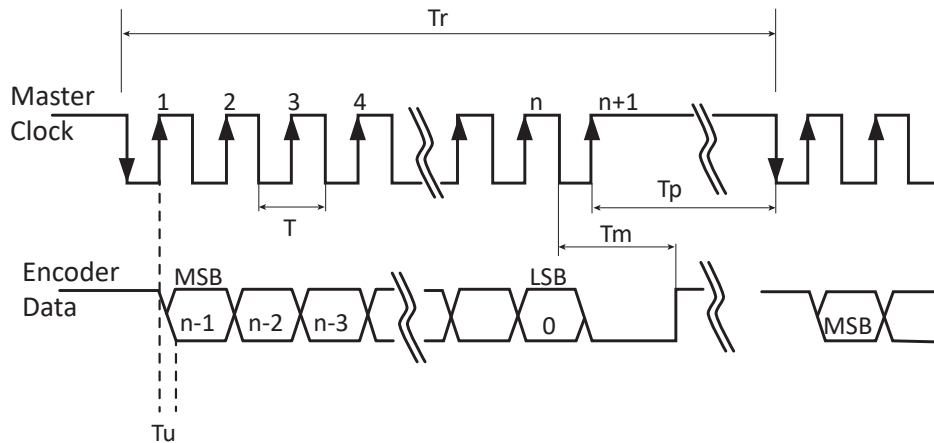 Tr
Master
Clock
1 2 3 4 n n+1
T
Tp
Tm
Encoder
Data
MSB LSB
n-1 n-2 n-3 0 MSB
Tu